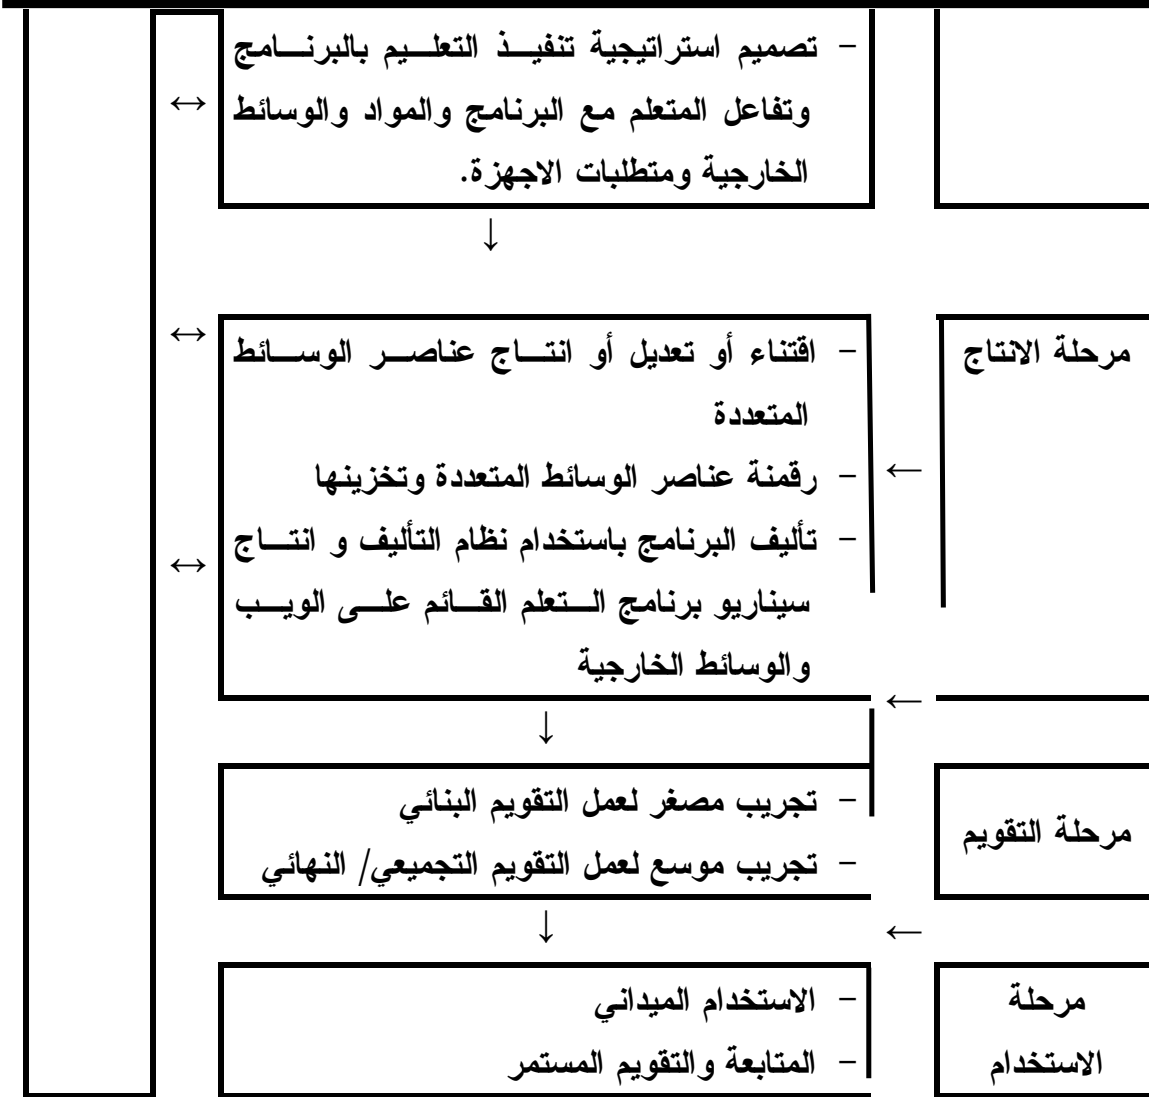 - تصميم استراتيجية تنفيذ التعليم بالبرنامج
وتفاعل المتعلم مع البرنامج والمواد والوسائط
الخارجية ومتطلبات الاجهزة.
↔
↓
مرحلة الانتاج
- اقتناء أو تعديل أو انتاج عناصر الوسائط
المتعددة
- رقمنة عناصر الوسائط المتعددة وتخزينها
- تأليف البرنامج باستخدام نظام التأليف و انتاج
سيناريو برنامج التعلم القائم على الويب
والوسائط الخارجية
←
↔
↔
←
↓
مرحلة التقويم
- تجريب مصغر لعمل التقويم البنائي
- تجريب موسع لعمل التقويم التجميعي/ النهائي
←
↓
مرحلة
الاستخدام
- الاستخدام الميداني
- المتابعة والتقويم المستمر